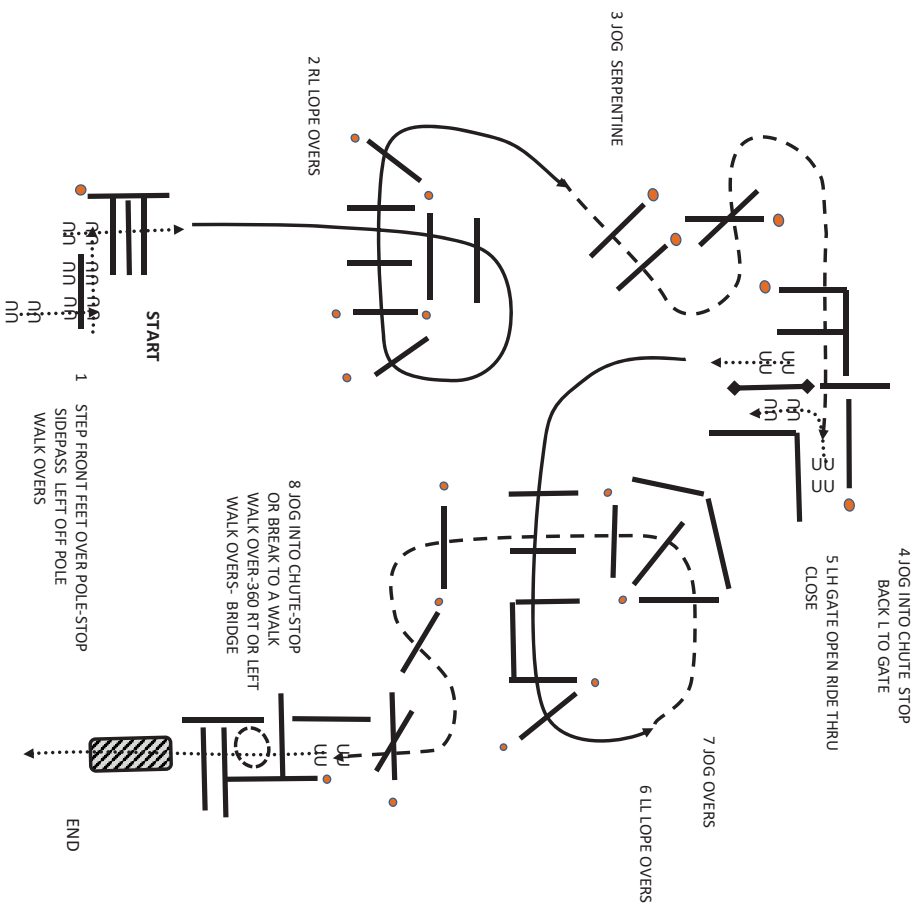 START
1 STEP FRONT FEET OVER POLE-STOP
SIDEPASS LEFT OFF POLE
WALK OVERS
2 RL LOPE OVERS
3 JOG SERPENTINE
4 JOG INTO CHUTE STOP
BACK L TO GATE
5 LH GATE OPEN RIDE THRU
CLOSE
6 LL LOPE OVERS
7 JOG OVERS
8 JOG INTO CHUTE-STOP
OR BREAK TO A WALK
WALK OVER-360 RT OR LEFT
WALK OVERS- BRIDGE
END